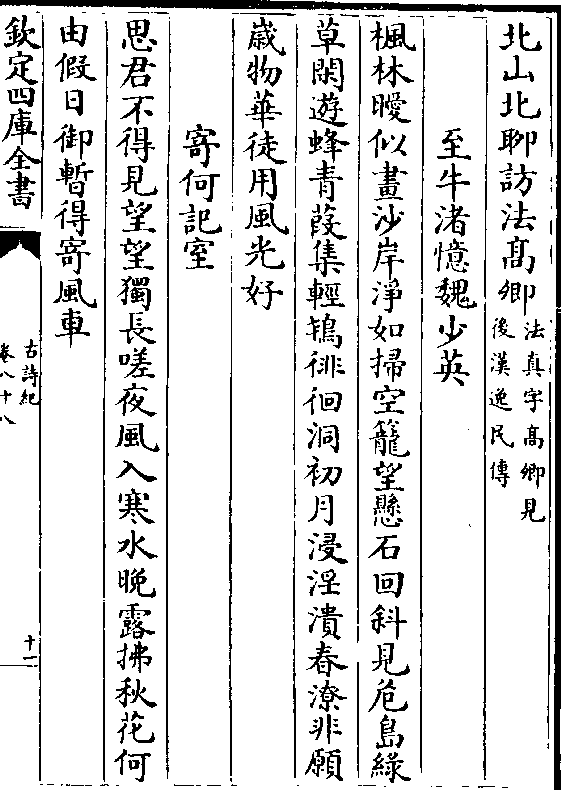 北山北聊訪法髙卿法真字髙卿見
後漢逸民傳
至牛渚憶魏少英
楓林曖似畫沙岸淨如掃空籠望懸石回斜見危島緑
草閑遊蜂青葭集輕鴇徘徊洞初月浸淫潰春潦非願
嵗物華徒用風光好
寄何記室
思君不得見望望獨長嗟夜風入寒水晚露拂秋花何
由假日御暫得寄風車
欽定四庫全書
古詩紀
卷八十八
十二